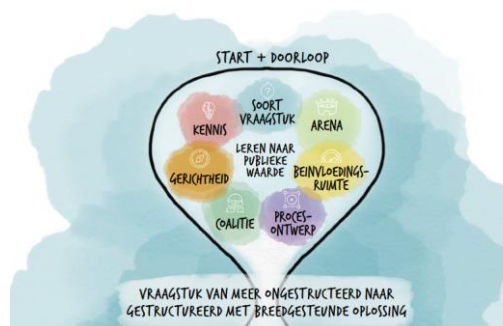 START + DOORLOOP
SOORT
VRAAGSTUK
KENNIS
ARENA
LEREN NAAR
PUBLIEKE
WAARDE
GERICHTHEID
BEINVLOEDINGS-
RUIMTE
COALITIE
PROCES-
ONTWERP
VRAAGSTUK VAN MEER ONGESTRUCTEERD NAAR
GESTRUCTUREERD MET BREEDGESTEUNDE OPLOSSING